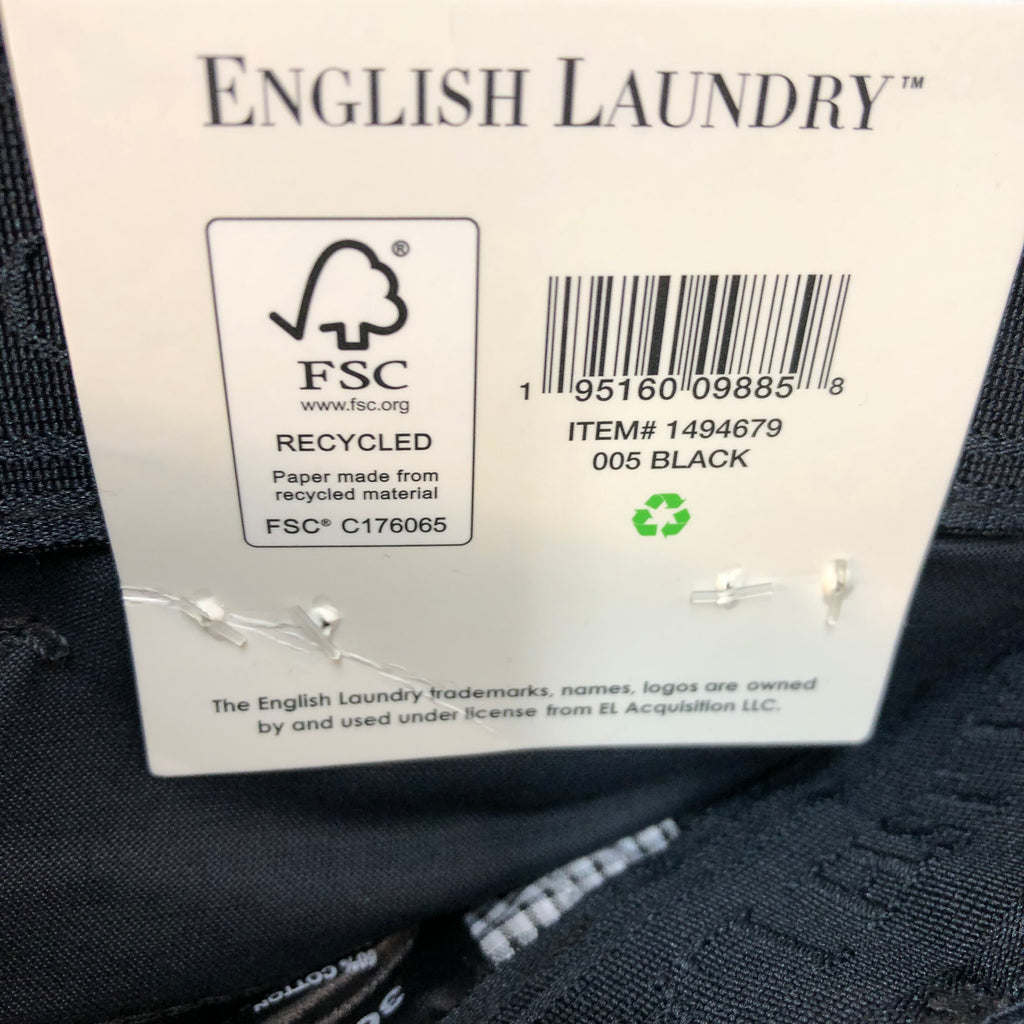 ENGLISH LAUNDRY™
®
FSC
www.fsc.org
RECYCLED
Paper made from
recycled material
FSC® C176065
1 95160 09885 8
ITEM# 1494679
005 BLACK
The English Laundry trademarks, names, logos are owned
by and used under license from EL Acquisition LLC.
60% COTTON